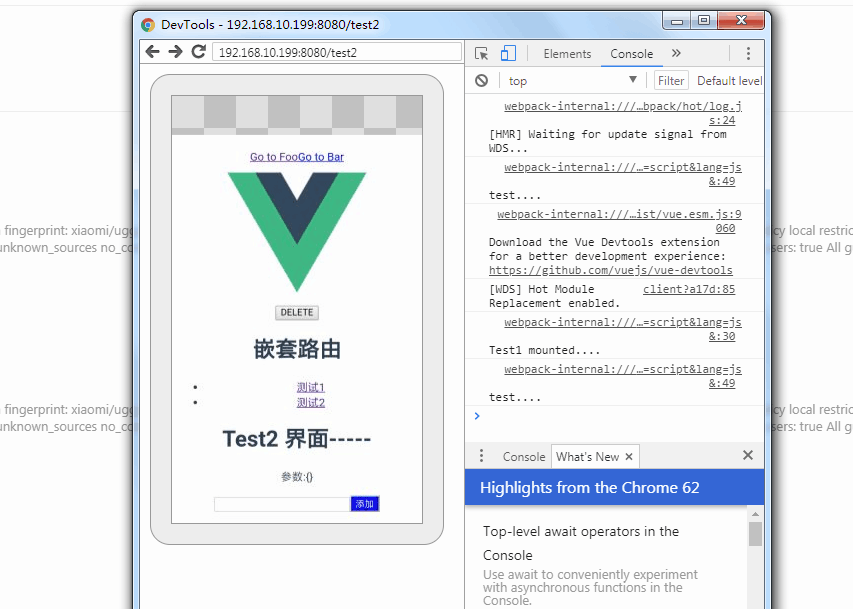 DevTools - 192.168.10.199:8080/test2
192.168.10.199:8080/test2
Elements
Console
»
top
Filter
Default level
Go to FooGo to Bar
DELETE
嵌套路由
测试1
测试2
Test2 界面-----
参数:{}
添加
webpack-internal:///…bpack/hot/log.j
s:24
[HMR] Waiting for update signal from
WDS...
webpack-internal:///…=script&lang=js
&:49
test....
webpack-internal:///…ist/vue.esm.js:9
060
Download the Vue Devtools extension
for a better development experience:
https://github.com/vuejs/vue-devtools
[WDS] Hot Module client?a17d:85
Replacement enabled.
webpack-internal:///…=script&lang=js
&:30
Test1 mounted....
webpack-internal:///…=script&lang=js
&:49
test....
Console
What's New
Highlights from the Chrome 62
Top-level await operators in the
Console
Use await to conveniently experiment
with asynchronous functions in the
Console.
fingerprint: xiaomi/ugg
unknown_sources no_co
cy local restric
sers: true All g
fingerprint: xiaomi/ugg
unknown_sources no_co
cy local restric
sers: true All g